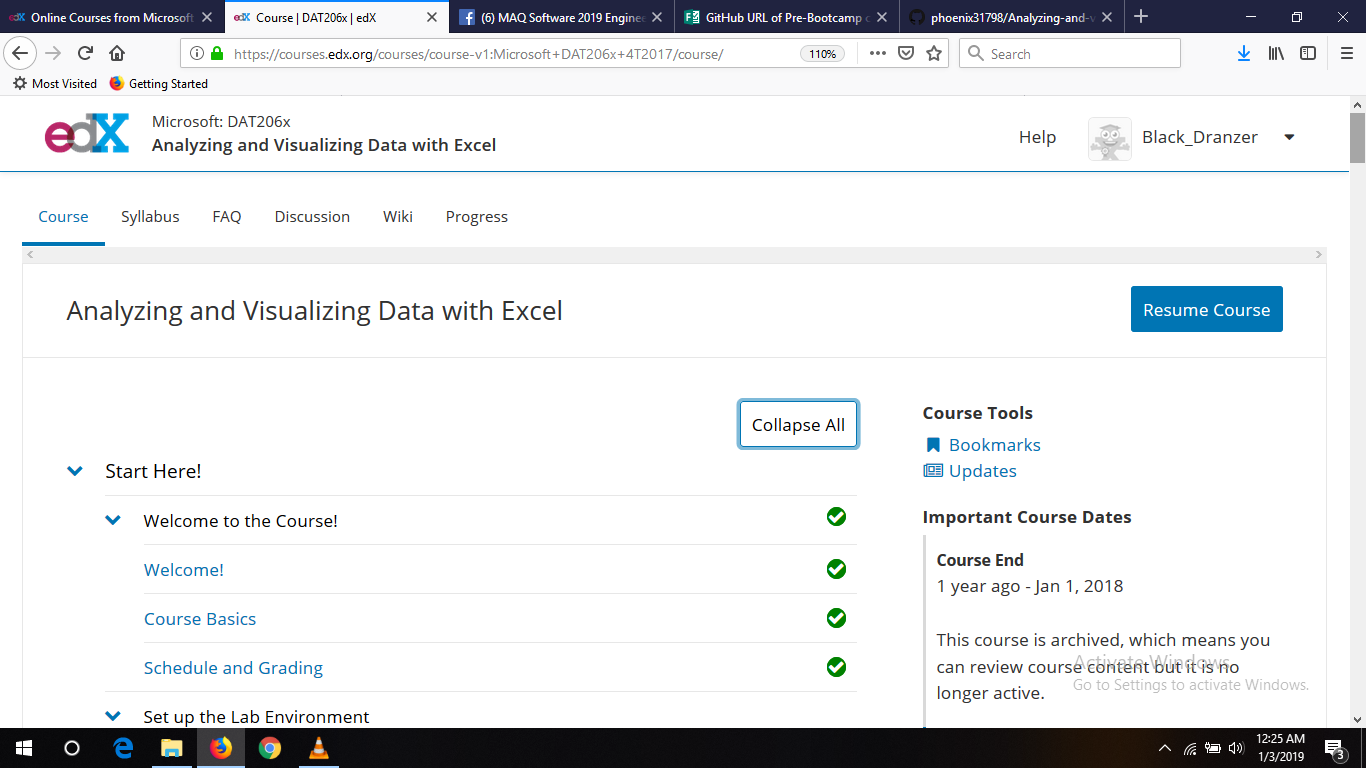 Online Courses from Microsoft
Course | DAT206x | edX
(6) MAQ Software 2019 Engine
GitHub URL of Pre-Bootcamp
phoenix31798/Analyzing-and-
https://courses.edx.org/courses/course-v1:Microsoft+DAT206x+4T2017/course/
110%
Search
Most Visited
Getting Started
edX
Microsoft: DAT206x
Analyzing and Visualizing Data with Excel
Help
Black_Dranzer
Course
Syllabus
FAQ
Discussion
Wiki
Progress
Analyzing and Visualizing Data with Excel
Resume Course
Collapse All
Start Here!
Welcome to the Course!
Welcome!
Course Basics
Schedule and Grading
Set up the Lab Environment
Course Tools
Bookmarks
Updates
Important Course Dates
Course End
1 year ago - Jan 1, 2018
This course is archived, which means you
can review course content but it is no
longer active.
Activate Windows
Go to Settings to activate Windows.
12:25 AM
1/3/2019
3